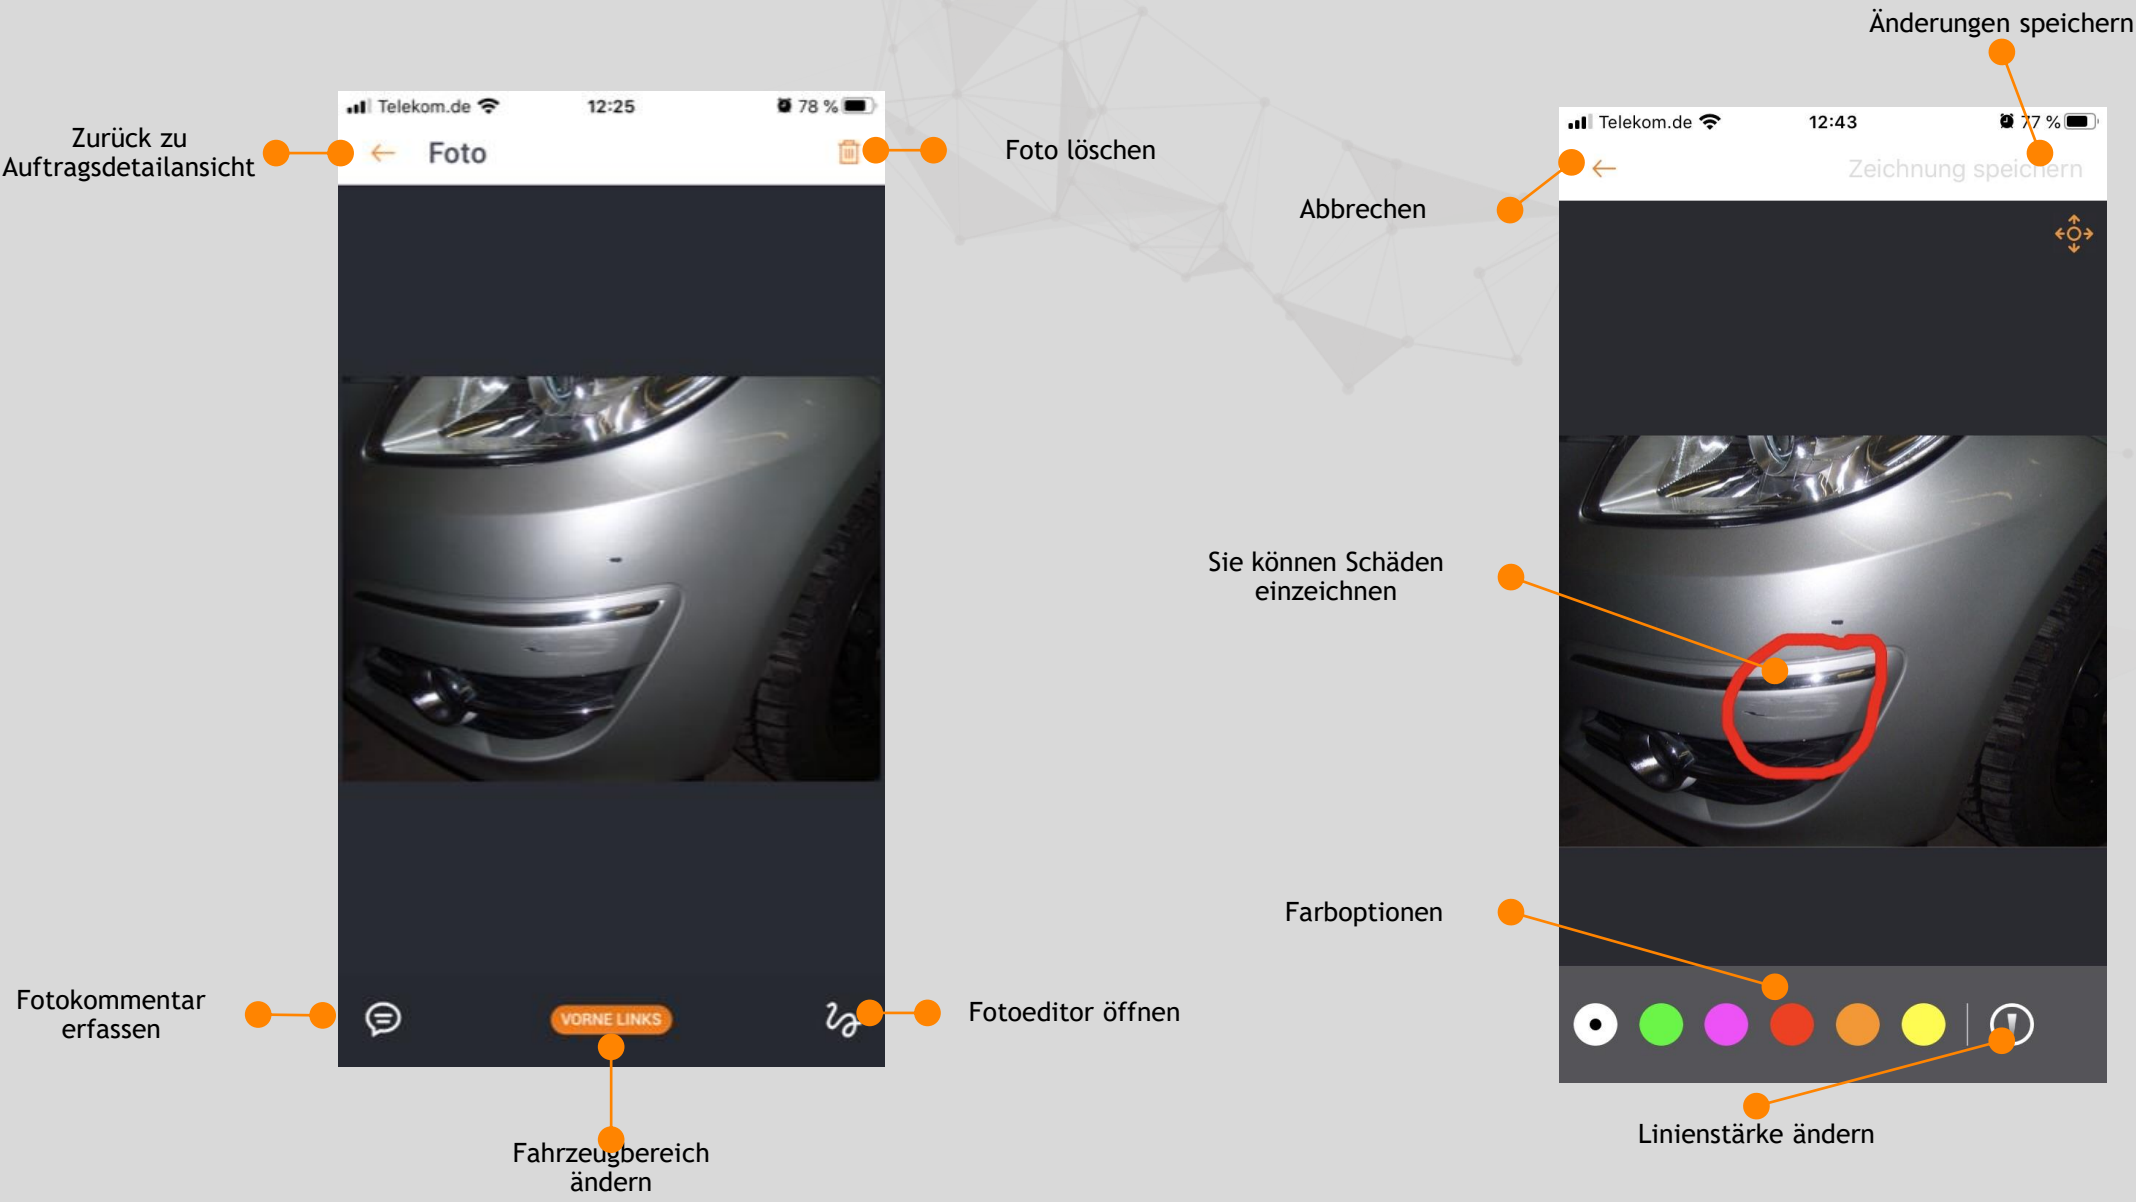 Änderungen speichern
Telekom.de 12:25 78 %
Zurück zu
Auftragsdetailansicht
Foto
Foto löschen
Telekom.de 12:43 77 %
Zeichnung speichern
Abbrechen
Sie können Schäden
einzeichnen
Farboptionen
Fotokommentar
erfassen
VORNE LINKS
Fotoeditor öffnen
Fahrzeugbereich
ändern
Linienstärke ändern